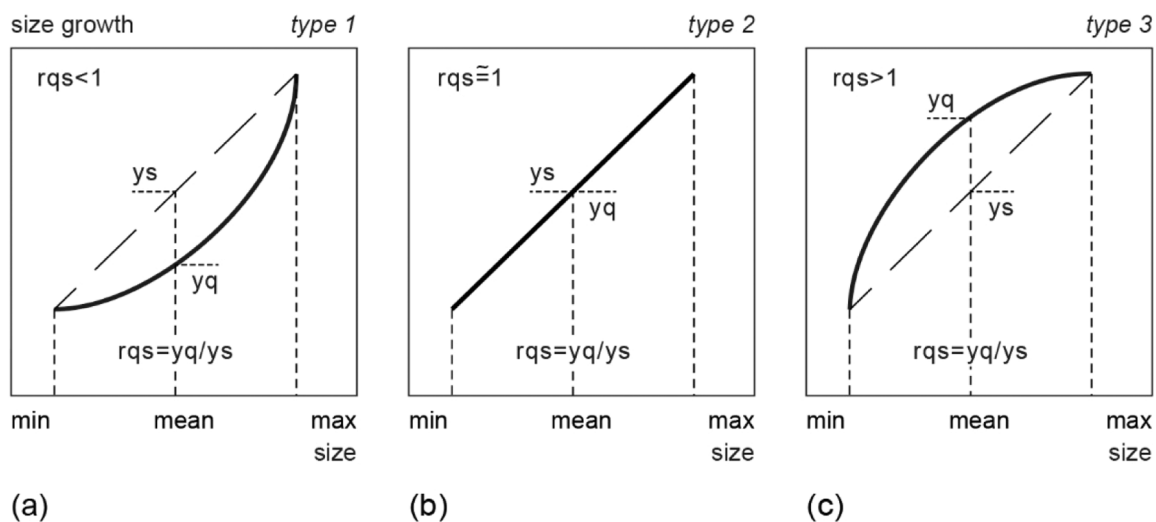 size growth type 1
rqs<1
ys
yq
rqs=yq/ys
min mean max
size
(a)
type 2
rqs≅1
ys
yq
rqs=yq/ys
min mean max
size
(b)
type 3
rqs>1
yq
ys
rqs=yq/ys
min mean max
size
(c)